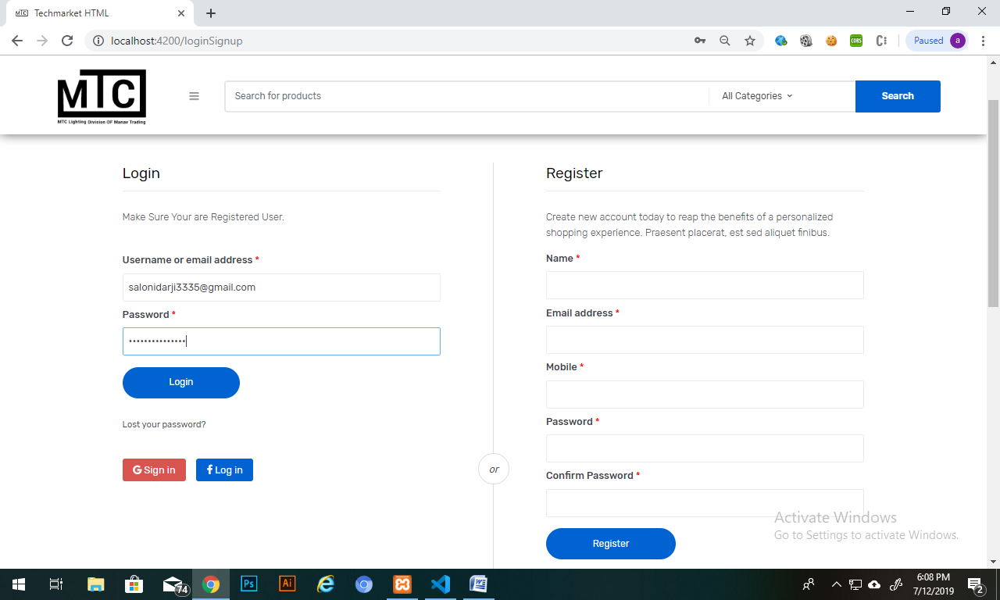 MTC Techmarket HTML
localhost:4200/loginSignup
CORS
Paused a
MTC
MTC Lighting Division OF Manav Trading
Search for products
All Categories
Search
Login
Make Sure Your are Registered User.
Username or email address *
salonidarji3335@gmail.com
Password *
Login
Lost your password?
G Sign in
f Log in
or
Register
Create new account today to reap the benefits of a personalized
shopping experience. Praesent placerat, est sed aliquet finibus.
Name *
Email address *
Mobile *
Password *
Confirm Password *
Register
Activate Windows
Go to Settings to activate Windows.
74
Ps
Ai
6:08 PM
7/12/2019
2